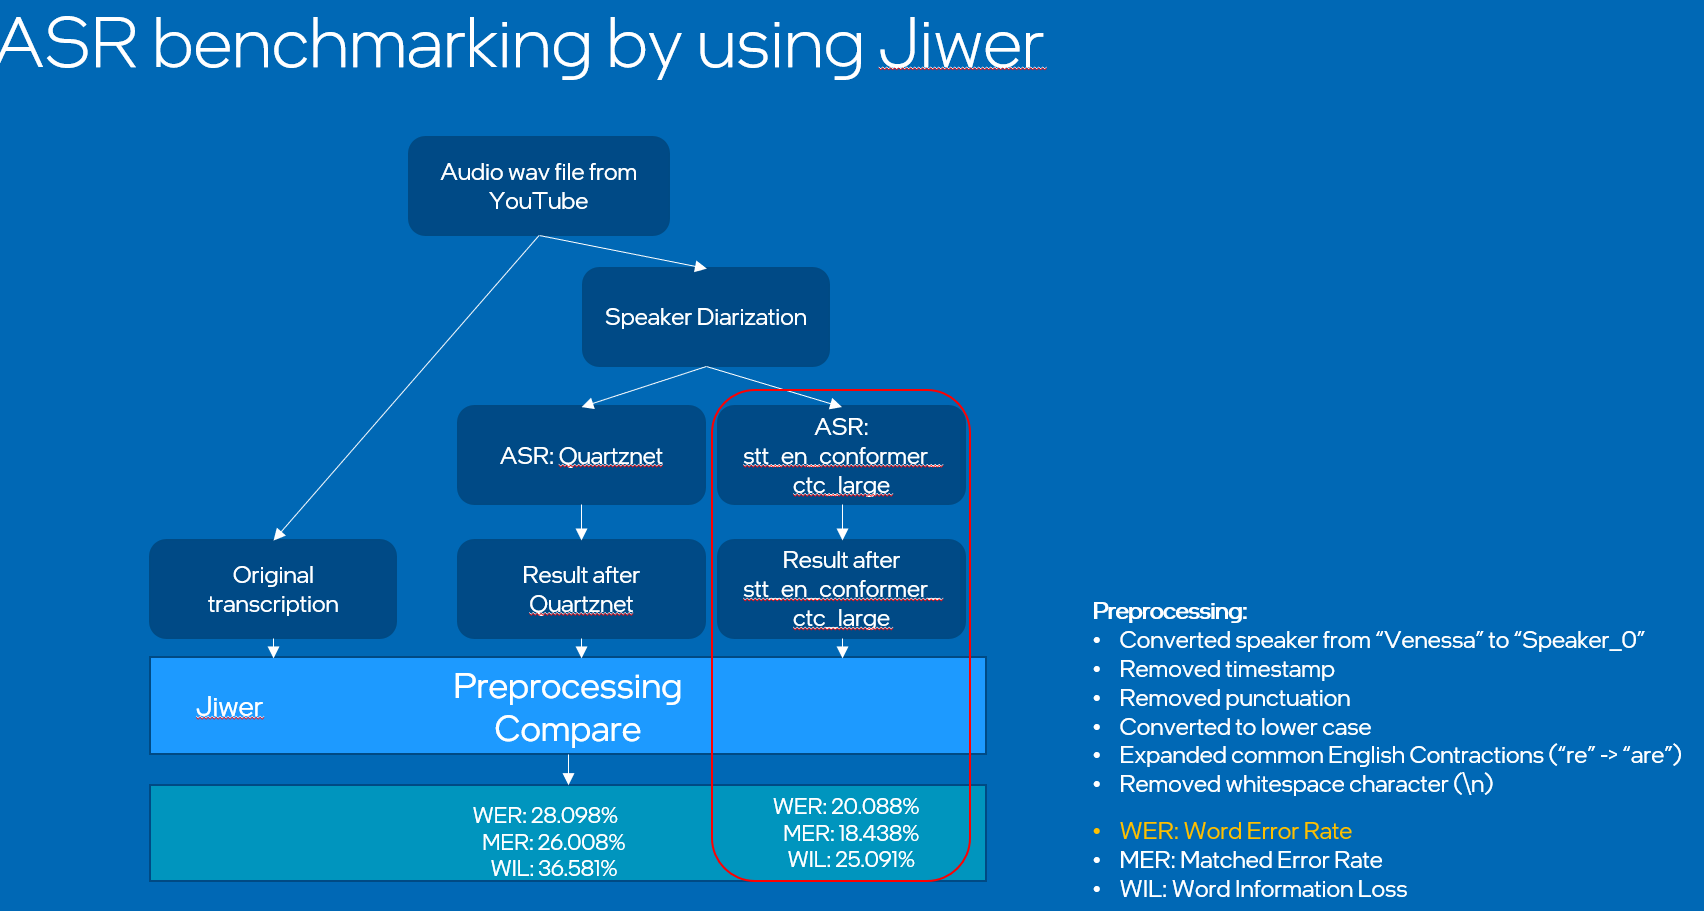 ASR benchmarking by using Jiwer
Audio wav file from
YouTube
Speaker Diarization
ASR: Quartznet
ASR:
stt_en_conformer_
ctc_large
Original
transcription
Result after
Quartznet
Result after
stt_en_conformer_
ctc_large
Jiwer
Preprocessing
Compare
WER: 28.098%
MER: 26.008%
WIL: 36.581%
WER: 20.088%
MER: 18.438%
WIL: 25.091%
Preprocessing:
• Converted speaker from “Venessa” to “Speaker_0”
• Removed timestamp
• Removed punctuation
• Converted to lower case
• Expanded common English Contractions (“re” -> “are”)
• Removed whitespace character (\n)
• WER: Word Error Rate
• MER: Matched Error Rate
• WIL: Word Information Loss